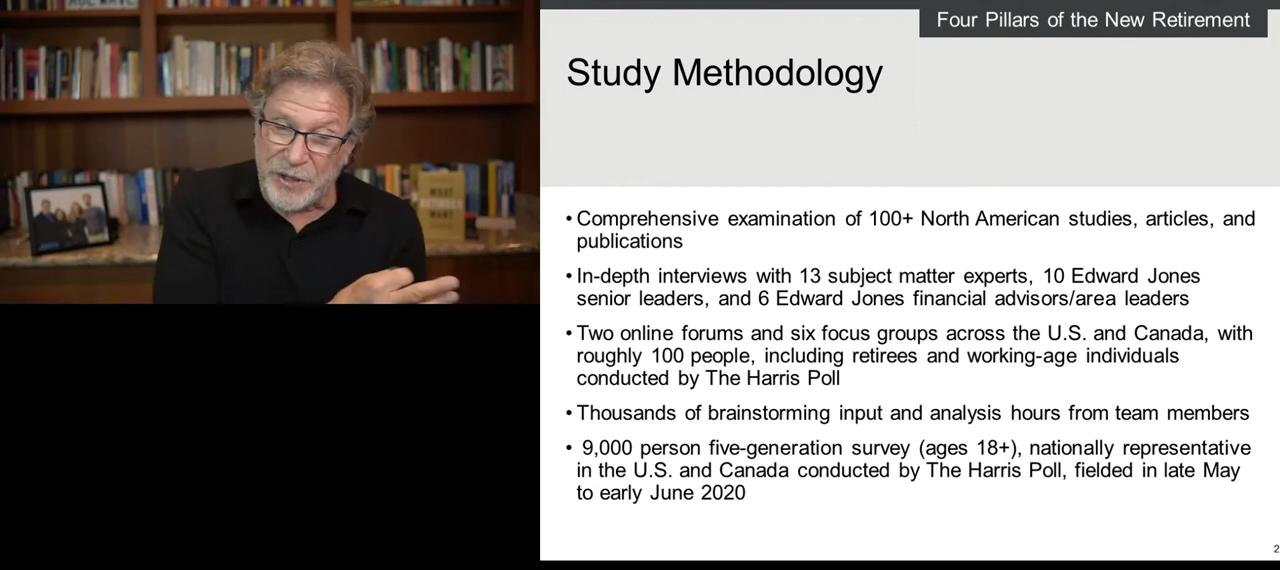 Four Pillars of the New Retirement
Study Methodology
• Comprehensive examination of 100+ North American studies, articles, and
publications
• In-depth interviews with 13 subject matter experts, 10 Edward Jones
senior leaders, and 6 Edward Jones financial advisors/area leaders
• Two online forums and six focus groups across the U.S. and Canada, with
roughly 100 people, including retirees and working-age individuals
conducted by The Harris Poll
• Thousands of brainstorming input and analysis hours from team members
• 9,000 person five-generation survey (ages 18+), nationally representative
in the U.S. and Canada conducted by The Harris Poll, fielded in late May
to early June 2020
2
WHAT
RETIREES
WANT